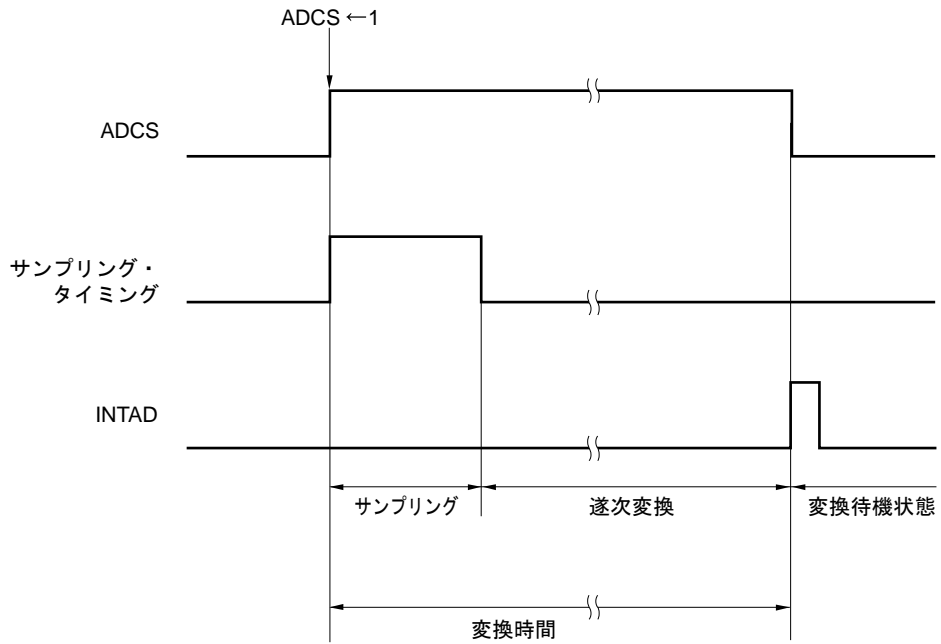 ADCS ←1
ADCS
サンプリング・
タイミング
INTAD
サンプリング
逐次変換
変換待機状態
変換時間